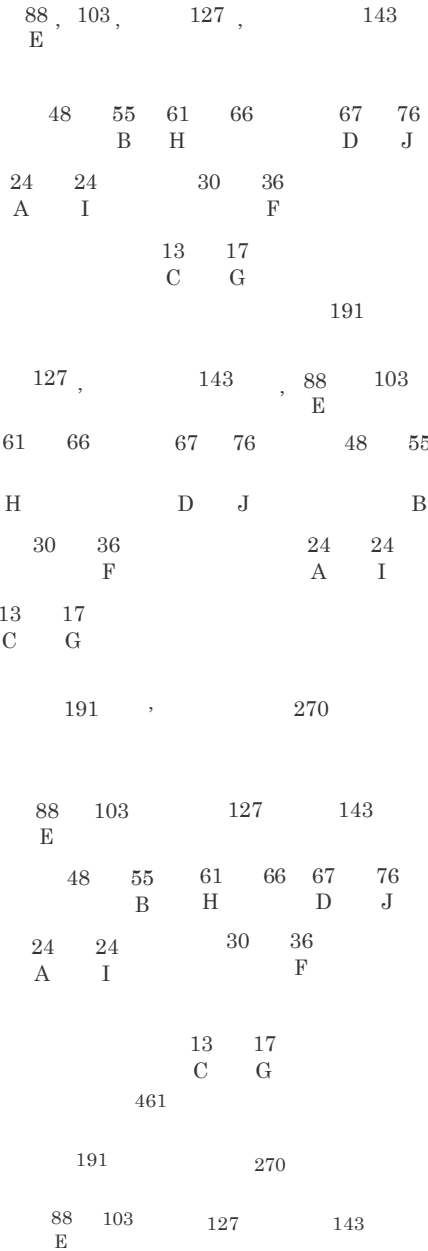 88 , 103 , 127 , 143
E
48 55 61 66 67 76
B H D J
24 24 30 36
A I F
13 17
C G
191
127 , 143 , 88 103
E
61 66 67 76 48 55
H D J B
30 36 24 24
F A I
13 17
C G
191 , 270
88 103 127 143
E
48 55 61 66 67 76
B H D J
24 24 30 36
A I F
13 17
C G
461
191 270
88 103 127 143
E